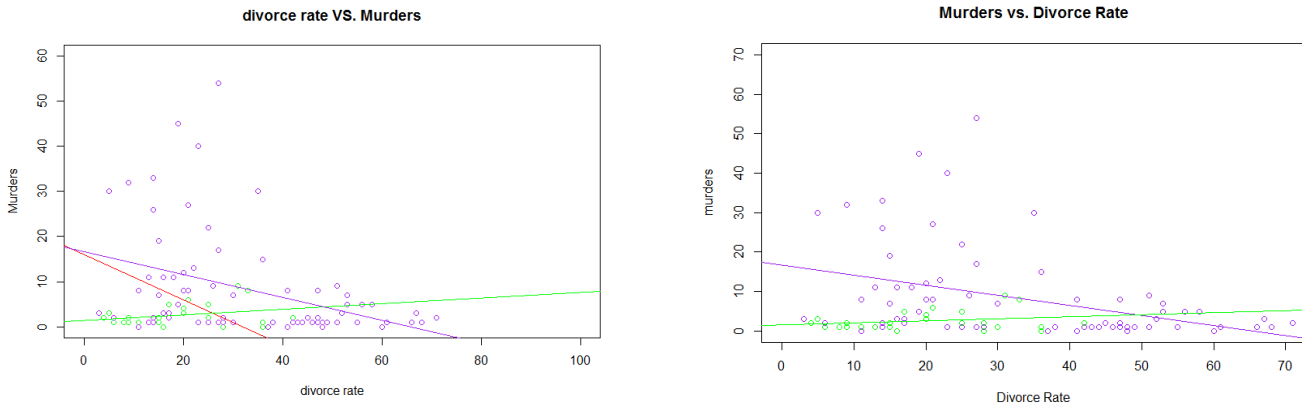 divorce rate VS. Murders
60
50
40
30
20
10
0
Murders
0 20 40 60 80 100
divorce rate
Murders vs. Divorce Rate
70
60
50
40
30
20
10
0
murders
0 10 20 30 40 50 60 70
Divorce Rate